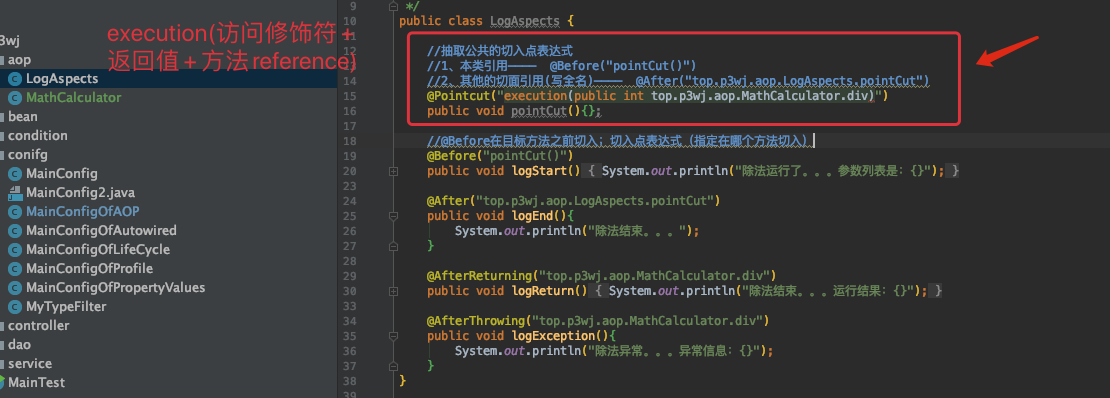 3wj
aop
LogAspects
MathCalculator
bean
condition
conifg
MainConfig
MainConfig2.java
MainConfigOfAOP
MainConfigOfAutowired
MainConfigOfLifeCycle
MainConfigOfProfile
MainConfigOfPropertyValues
MyTypeFilter
controller
dao
service
MainTest
execution(访问修饰符＋
返回值＋方法reference)
9 */
10 public class LogAspects {
11
12 //抽取公共的切入点表达式
13 //1、本类引用———— @Before("pointCut()")
14 //2、其他的切面引用(写全名)———— @After("top.p3wj.aop.LogAspects.pointCut")
15 @Pointcut("execution(public int top.p3wj.aop.MathCalculator.div)")
16 public void pointCut(){};
17
18 //@Before在目标方法之前切入；切入点表达式（指定在哪个方法切入）
19 @Before("pointCut()")
20 public void logStart() { System.out.println("除法运行了。。。参数列表是：{}"); }
23
24 @After("top.p3wj.aop.LogAspects.pointCut")
25 public void logEnd(){
26 System.out.println("除法结束。。。");
27 }
28
29 @AfterReturning("top.p3wj.aop.MathCalculator.div")
30 public void logReturn() { System.out.println("除法结束。。。运行结果：{}"); }
33
34 @AfterThrowing("top.p3wj.aop.MathCalculator.div")
35 public void logException(){
36 System.out.println("除法异常。。。异常信息：{}");
37 }
38 }
39